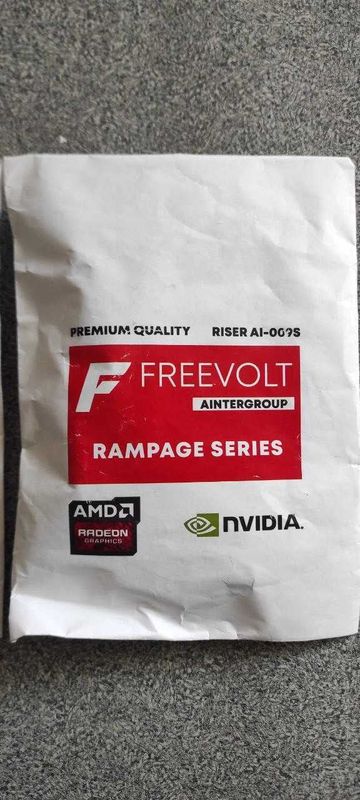 PREMIUM QUALITY RISER AI-009S
FREEVOLT
AINTERGROUP
RAMPAGE SERIES
AMD
RADEON
GRAPHICS
NVIDIA.